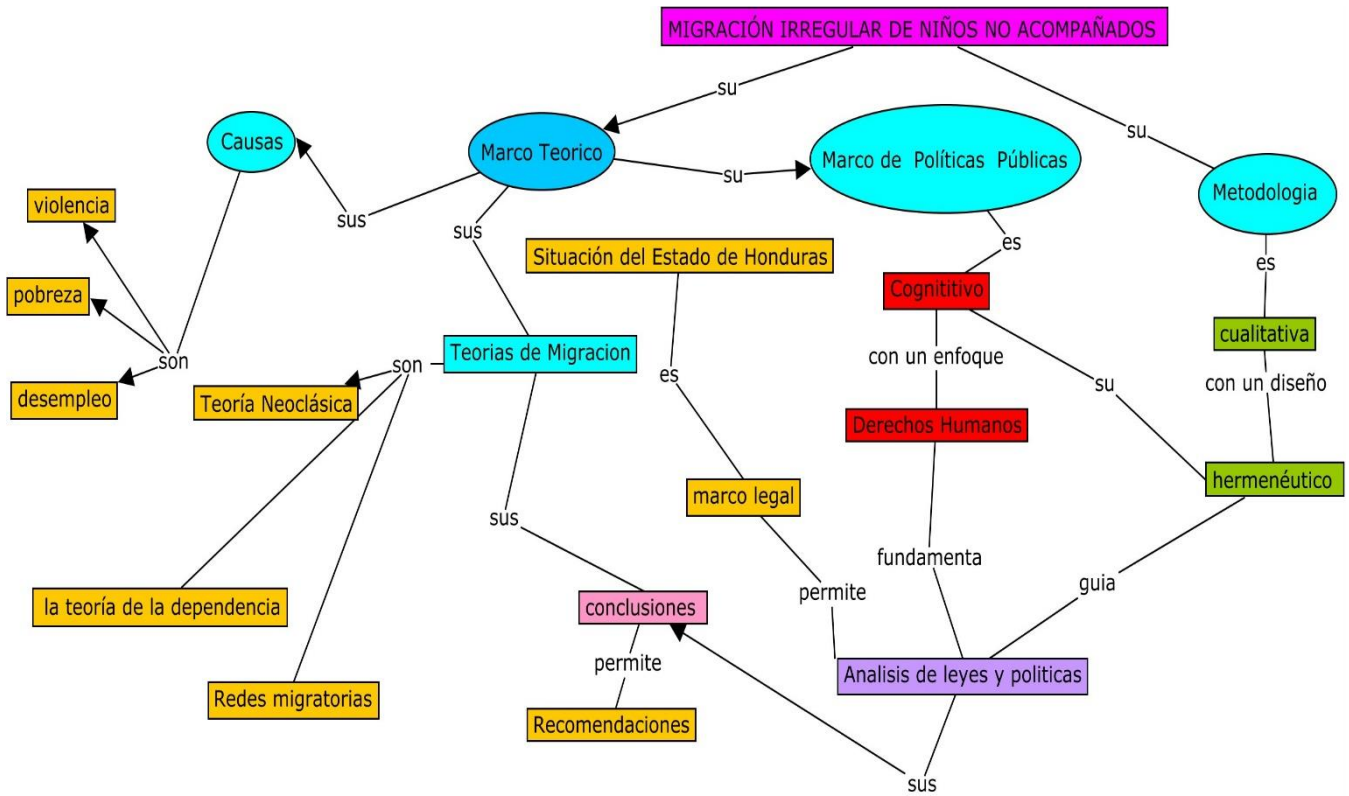 MIGRACIÓN IRREGULAR DE NIÑOS NO ACOMPAÑADOS
su
su
Causas
Marco Teorico
su
Marco de Políticas Públicas
Metodologia
sus
sus
violencia
pobreza
desempleo
son
Situación del Estado de Honduras
es
es
Cognititivo
cualitativa
Teorias de Migracion
son
Teoría Neoclásica
es
con un enfoque
su
con un diseño
Derechos Humanos
hermenéutico
marco legal
sus
fundamenta
guia
permite
la teoría de la dependencia
conclusiones
permite
Analisis de leyes y politicas
Redes migratorias
Recomendaciones
sus